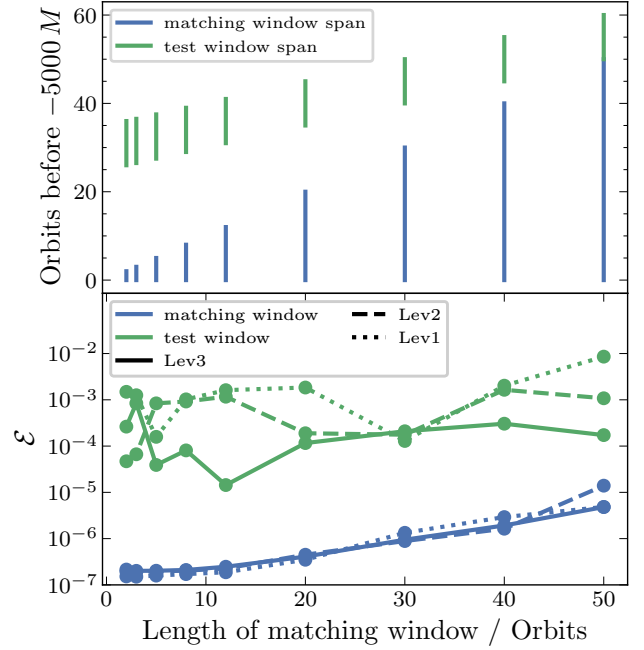 60
40
20
0
Orbits before −5000 M
matching window span
test window span
matching window
test window
Lev3
Lev2
Lev1
10⁻²
10⁻³
10⁻⁴
10⁻⁵
10⁻⁶
10⁻⁷
ℰ
0 10 20 30 40 50
Length of matching window / Orbits